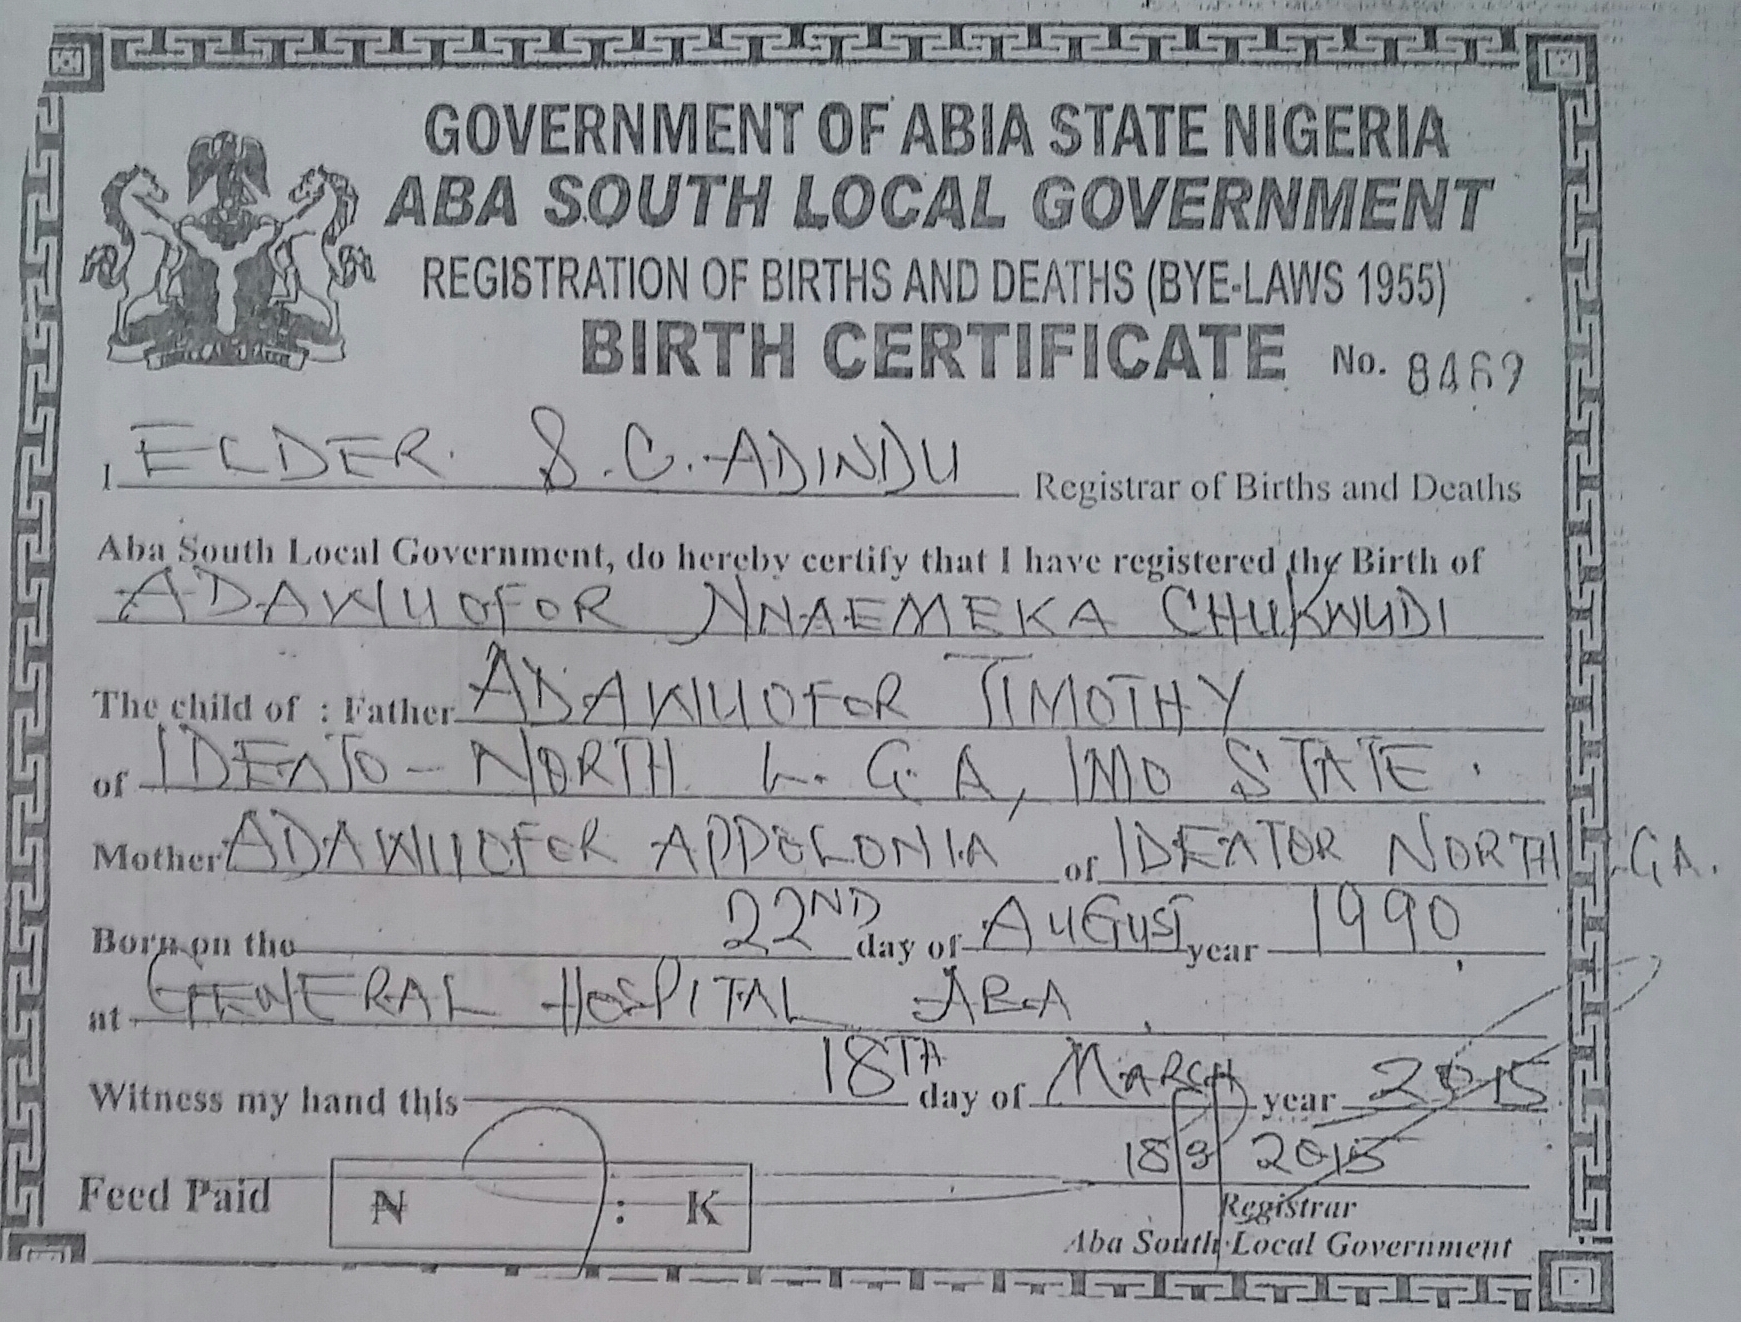 GOVERNMENT OF ABIA STATE NIGERIA
ABA SOUTH LOCAL GOVERNMENT
REGISTRATION OF BIRTHS AND DEATHS (BYE-LAWS 1955)
BIRTH CERTIFICATE No.
I ELDER. S.C. ADINDU Registrar of Births and Deaths
Aba South Local Government, do hereby certify that I have registered the Birth of
ADAWUOFOR NNAEMEKA CHUKWUDI
The child of : Father ADAWUOFOR TIMOTHY
of IDEATO-NORTH L.G.A, IMO STATE.
Mother ADAWUOFOR APPOLONIA of IDEATOR NORTH L.GA.
Born on the 22ND day of AUGUST year 1990
at GENERAL HOSPITAL ABA
Witness my hand this 18TH day of MARCH year 2015
18/3/2015
Feed Paid ₦ : K
Registrar
Aba South Local Government